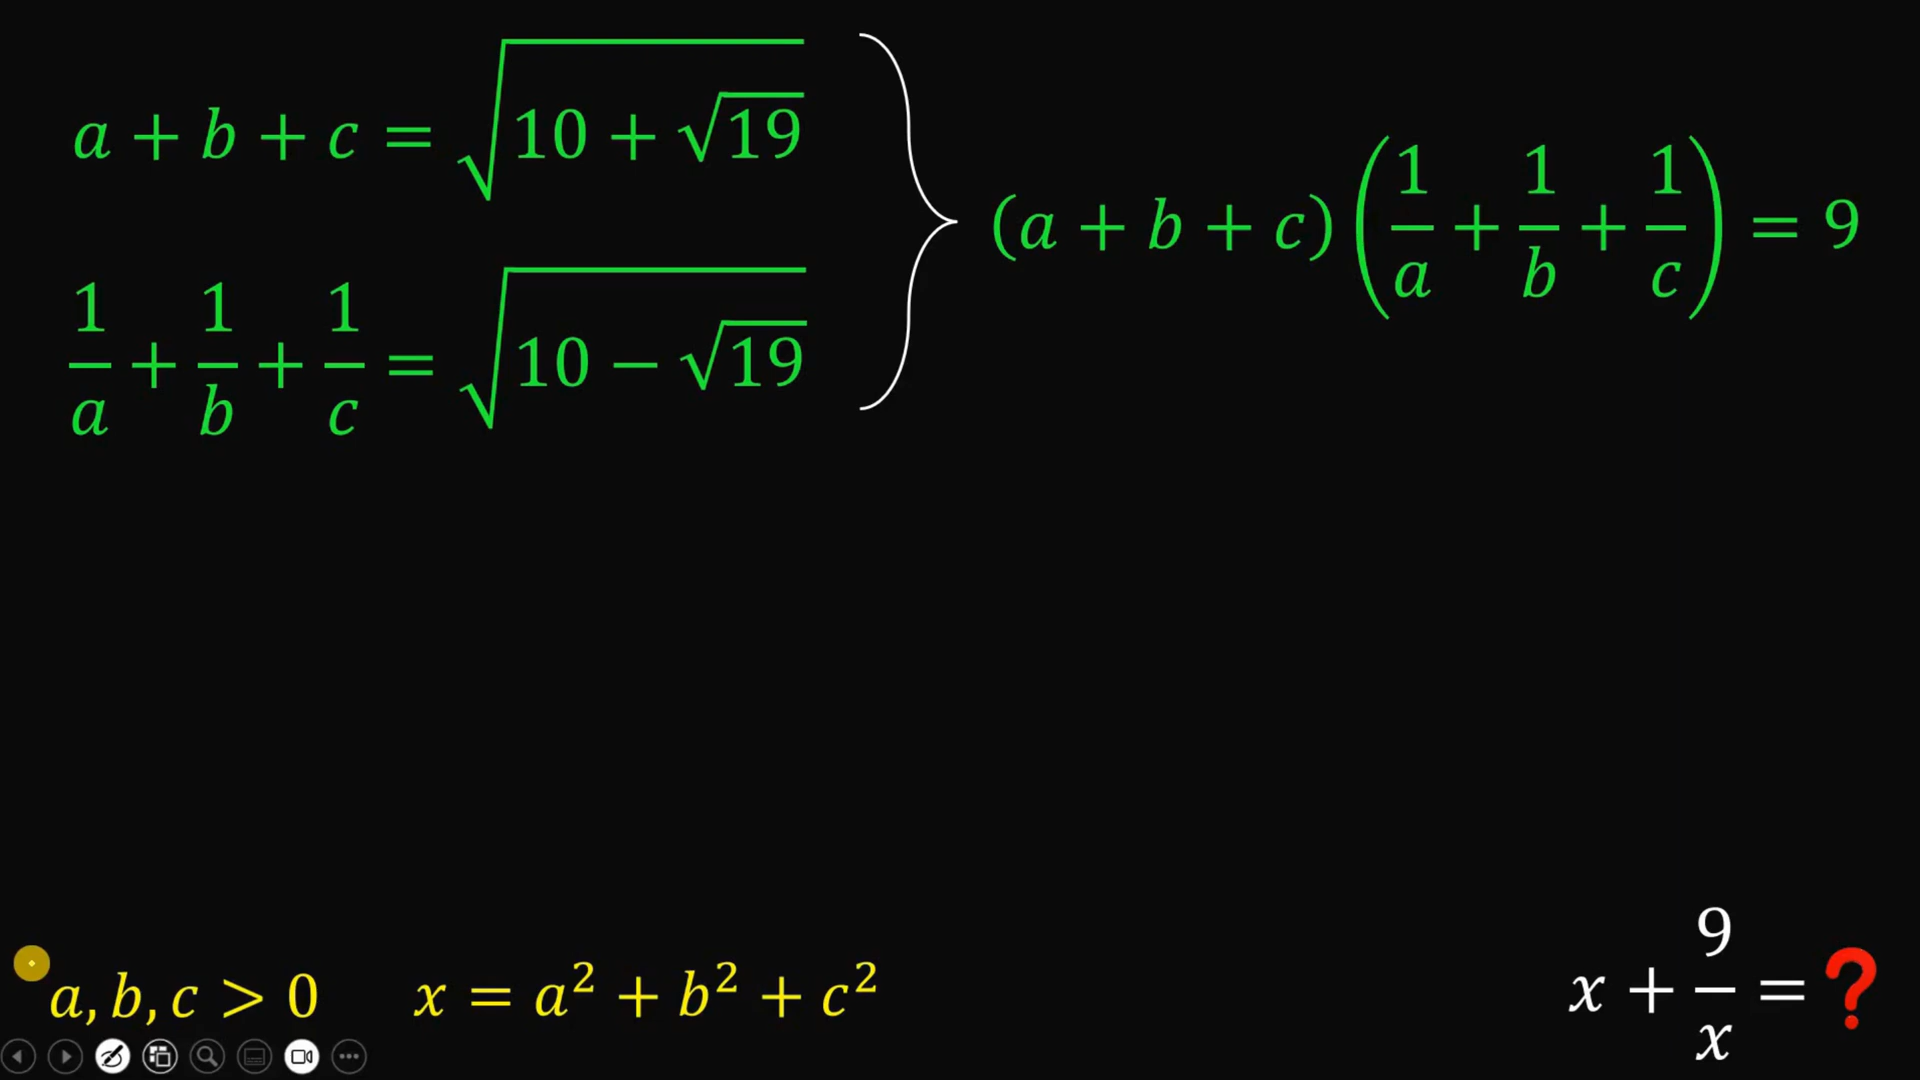 a + b + c = √(10 + √19)
(a + b + c)(1/a + 1/b + 1/c) = 9
1/a + 1/b + 1/c = √(10 − √19)
a, b, c > 0 x = a² + b² + c²
x + 9/x = ❓